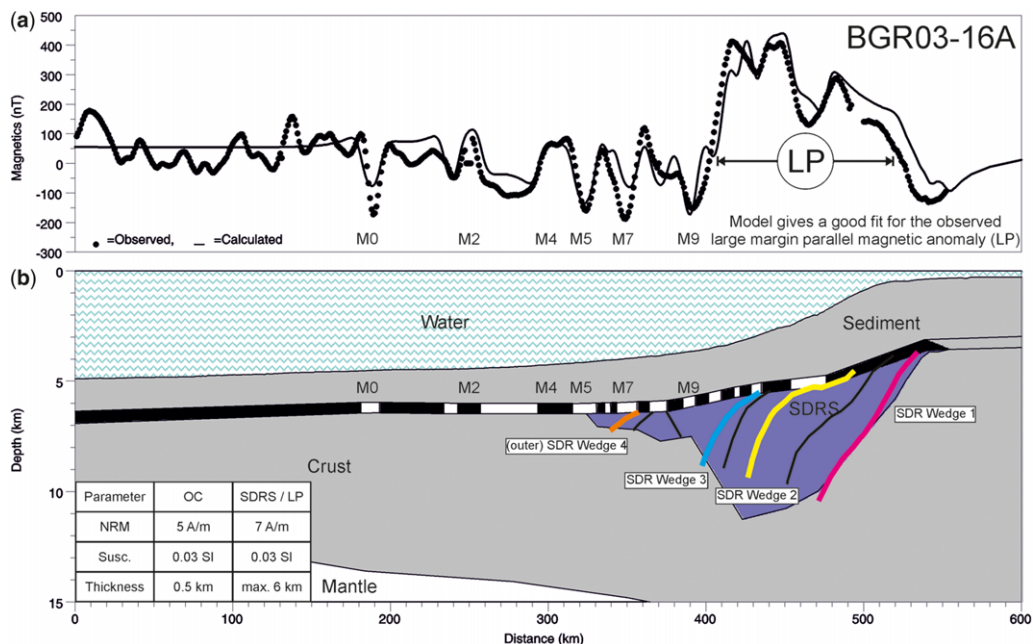 (a)
BGR03-16A
500
400
300
200
100
0
-100
-200
-300
Magnetics (nT)
LP
Model gives a good fit for the observed
large margin parallel magnetic anomaly (LP)
=Observed, =Calculated
M0 M2 M4 M5 M7 M9
(b)
0
5
10
15
Depth (km)
Water
Sediment
M0 M2 M4 M5 M7 M9
SDRS
SDR Wedge 1
(outer) SDR Wedge 4
SDR Wedge 3
SDR Wedge 2
Crust
Parameter OC SDRS / LP
NRM 5 A/m 7 A/m
Susc. 0.03 SI 0.03 SI
Thickness 0.5 km max. 6 km
Mantle
0 100 200 300 400 500 600
Distance (km)